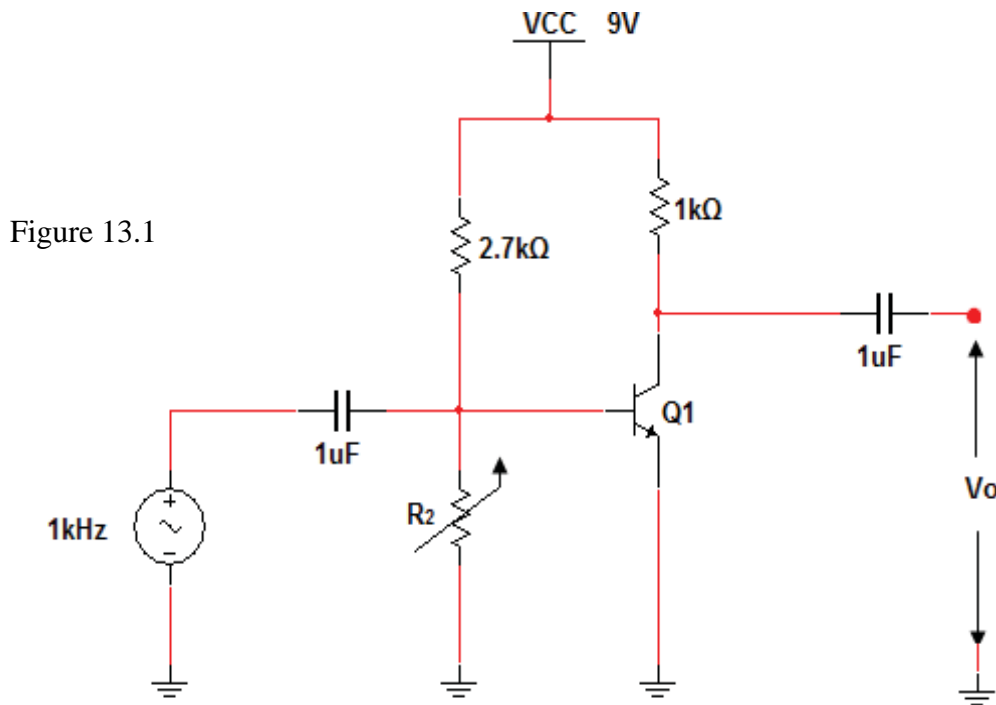 VCC 9V
Figure 13.1
1kΩ
2.7kΩ
1uF
1uF
Q1
R2
1kHz
+
−
Vo